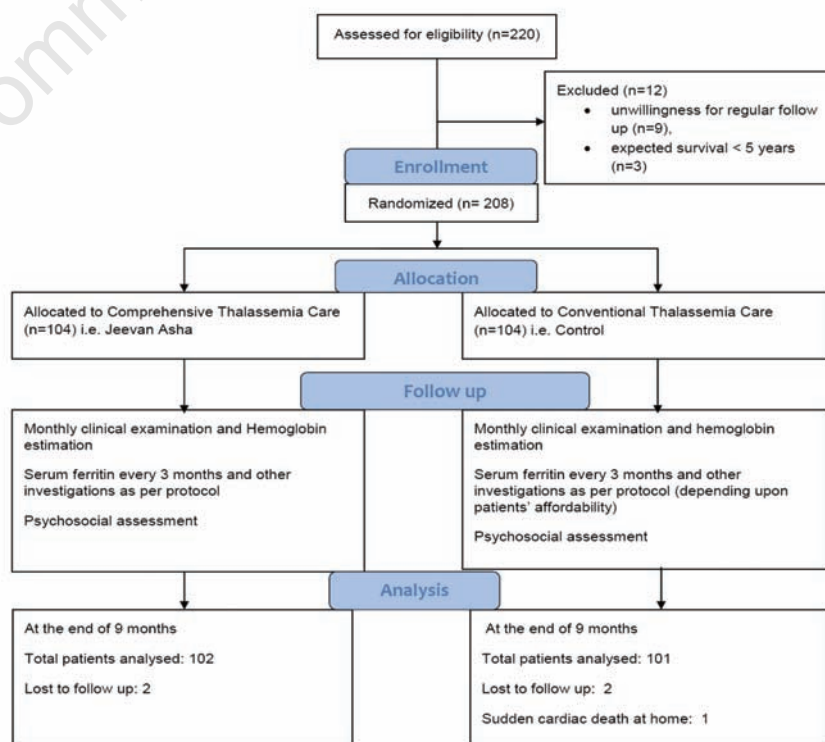 omm
Assessed for eligibility (n=220)
Excluded (n=12)
• unwillingness for regular follow
up (n=9),
• expected survival < 5 years
(n=3)
Enrollment
Randomized (n= 208)
Allocation
Allocated to Comprehensive Thalassemia Care
(n=104) i.e. Jeevan Asha
Allocated to Conventional Thalassemia Care
(n=104) i.e. Control
Follow up
Monthly clinical examination and Hemoglobin
estimation
Serum ferritin every 3 months and other
investigations as per protocol
Psychosocial assessment
Monthly clinical examination and hemoglobin
estimation
Serum ferritin every 3 months and other
investigations as per protocol (depending upon
patients' affordability)
Psychosocial assessment
Analysis
At the end of 9 months
Total patients analysed: 102
Lost to follow up: 2
At the end of 9 months
Total patients analysed: 101
Lost to follow up: 2
Sudden cardiac death at home: 1